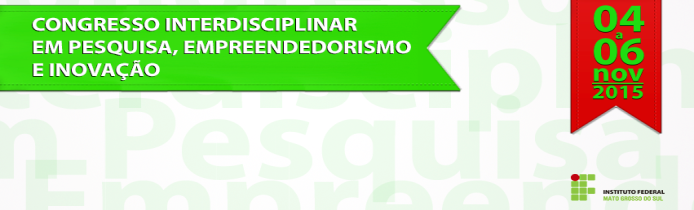 CONGRESSO INTERDISCIPLINAR
EM PESQUISA, EMPREENDEDORISMO
E INOVAÇÃO
04
a
06
nov
2015
INSTITUTO FEDERAL
MATO GROSSO DO SUL